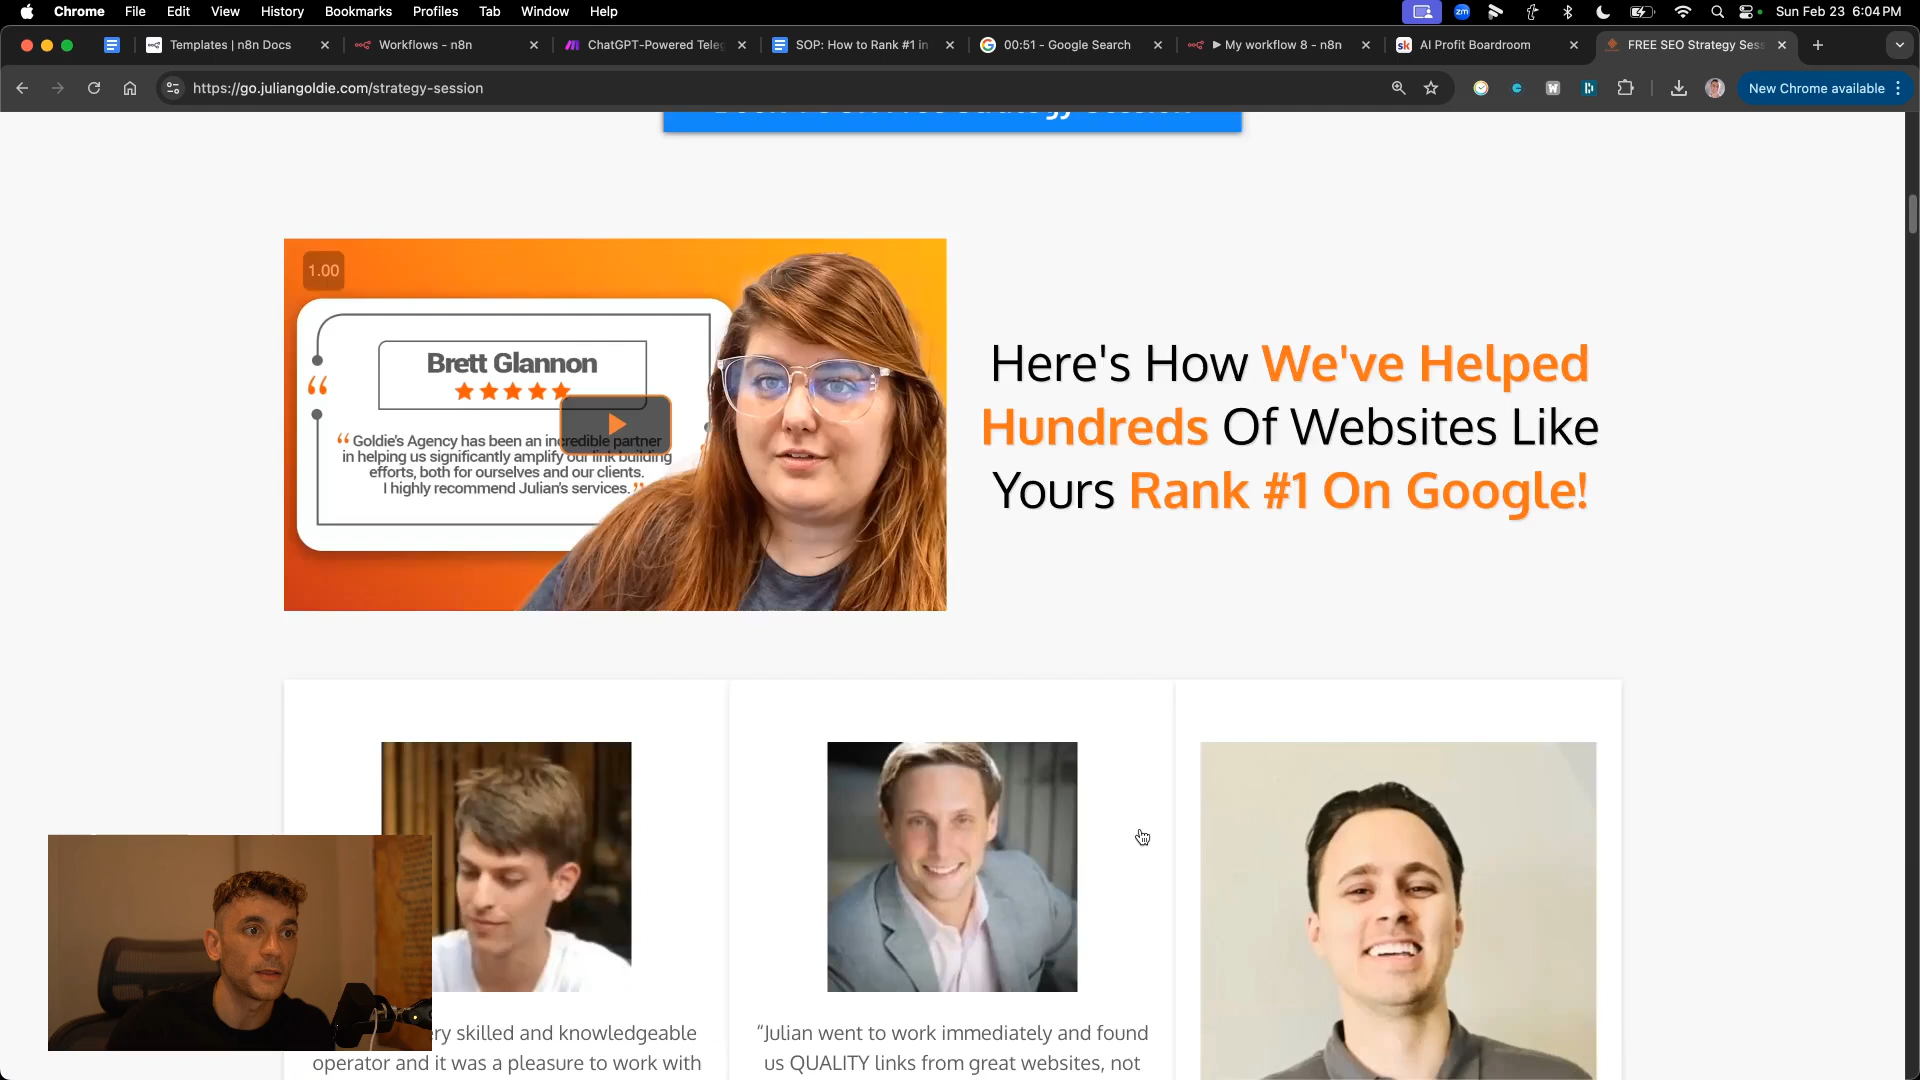 Chrome File Edit View History Bookmarks Profiles Tab Window Help
zm
Sun Feb 23 6:04 PM
Templates | n8n Docs
Workflows - n8n
ChatGPT-Powered Teleg
SOP: How to Rank #1 in
00:51 - Google Search
My workflow 8 - n8n
sk AI Profit Boardroom
FREE SEO Strategy Sess
https://go.juliangoldie.com/strategy-session
New Chrome available
1.00
Brett Glannon
“Goldie's Agency has been an incredible partner
in helping us significantly amplify our link building
efforts, both for ourselves and our clients.
I highly recommend Julian's services.”
Here's How We've Helped
Hundreds Of Websites Like
Yours Rank #1 On Google!
ry skilled and knowledgeable
operator and it was a pleasure to work with
“Julian went to work immediately and found
us QUALITY links from great websites, not